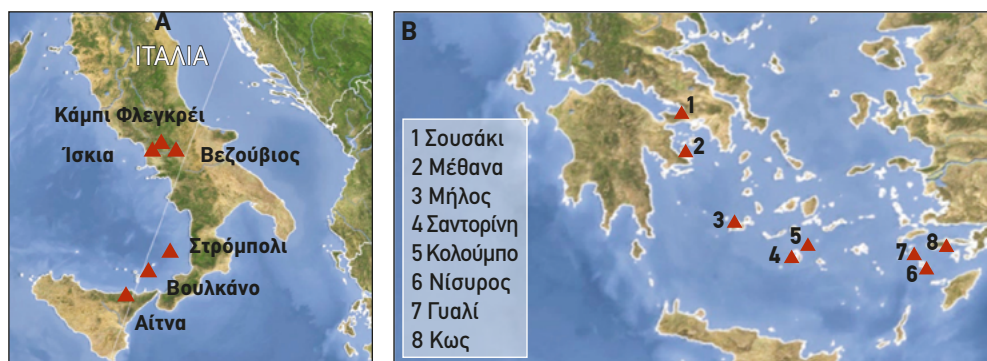 Α
ΙΤΑΛΙΑ
Κάμπι Φλεγκρέι
Ίσκια
Βεζούβιος
Στρόμπολι
Βουλκάνο
Αίτνα
Β
1 Σουσάκι
2 Μέθανα
3 Μήλος
4 Σαντορίνη
5 Κολούμπο
6 Νίσυρος
7 Γυαλί
8 Κως
1
2
3
5
4
8
7
6